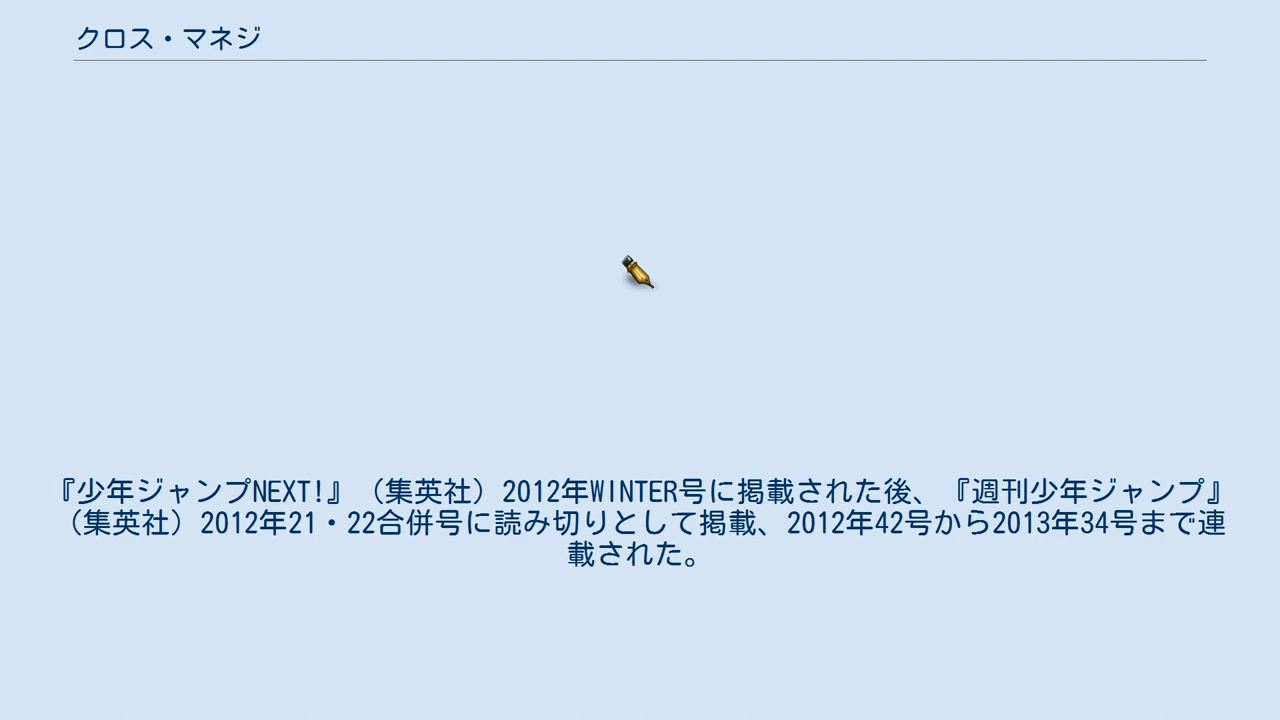 クロス・マネジ
『少年ジャンプNEXT!』（集英社）2012年WINTER号に掲載された後、『週刊少年ジャンプ』
（集英社）2012年21・22合併号に読み切りとして掲載、2012年42号から2013年34号まで連
載された。